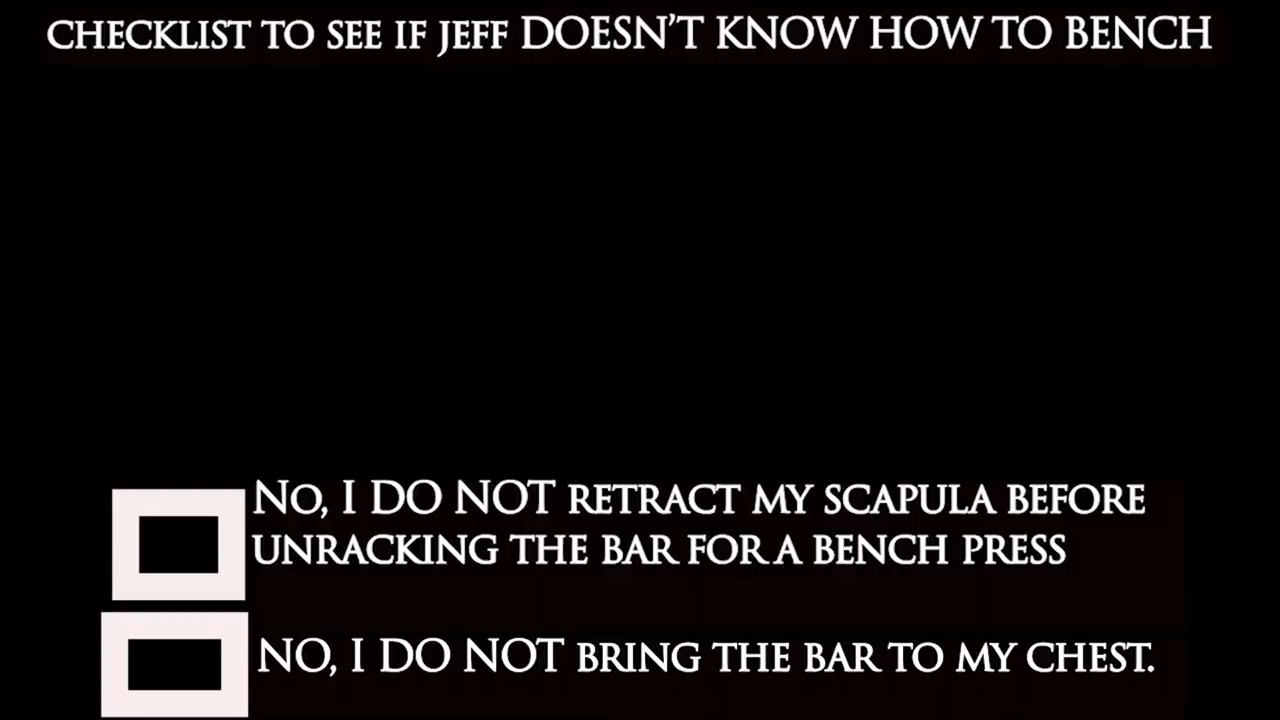 CHECKLIST TO SEE IF JEFF DOESN'T KNOW HOW TO BENCH
NO, I DO NOT RETRACT MY SCAPULA BEFORE
UNRACKING THE BAR FOR A BENCH PRESS
NO, I DO NOT BRING THE BAR TO MY CHEST.